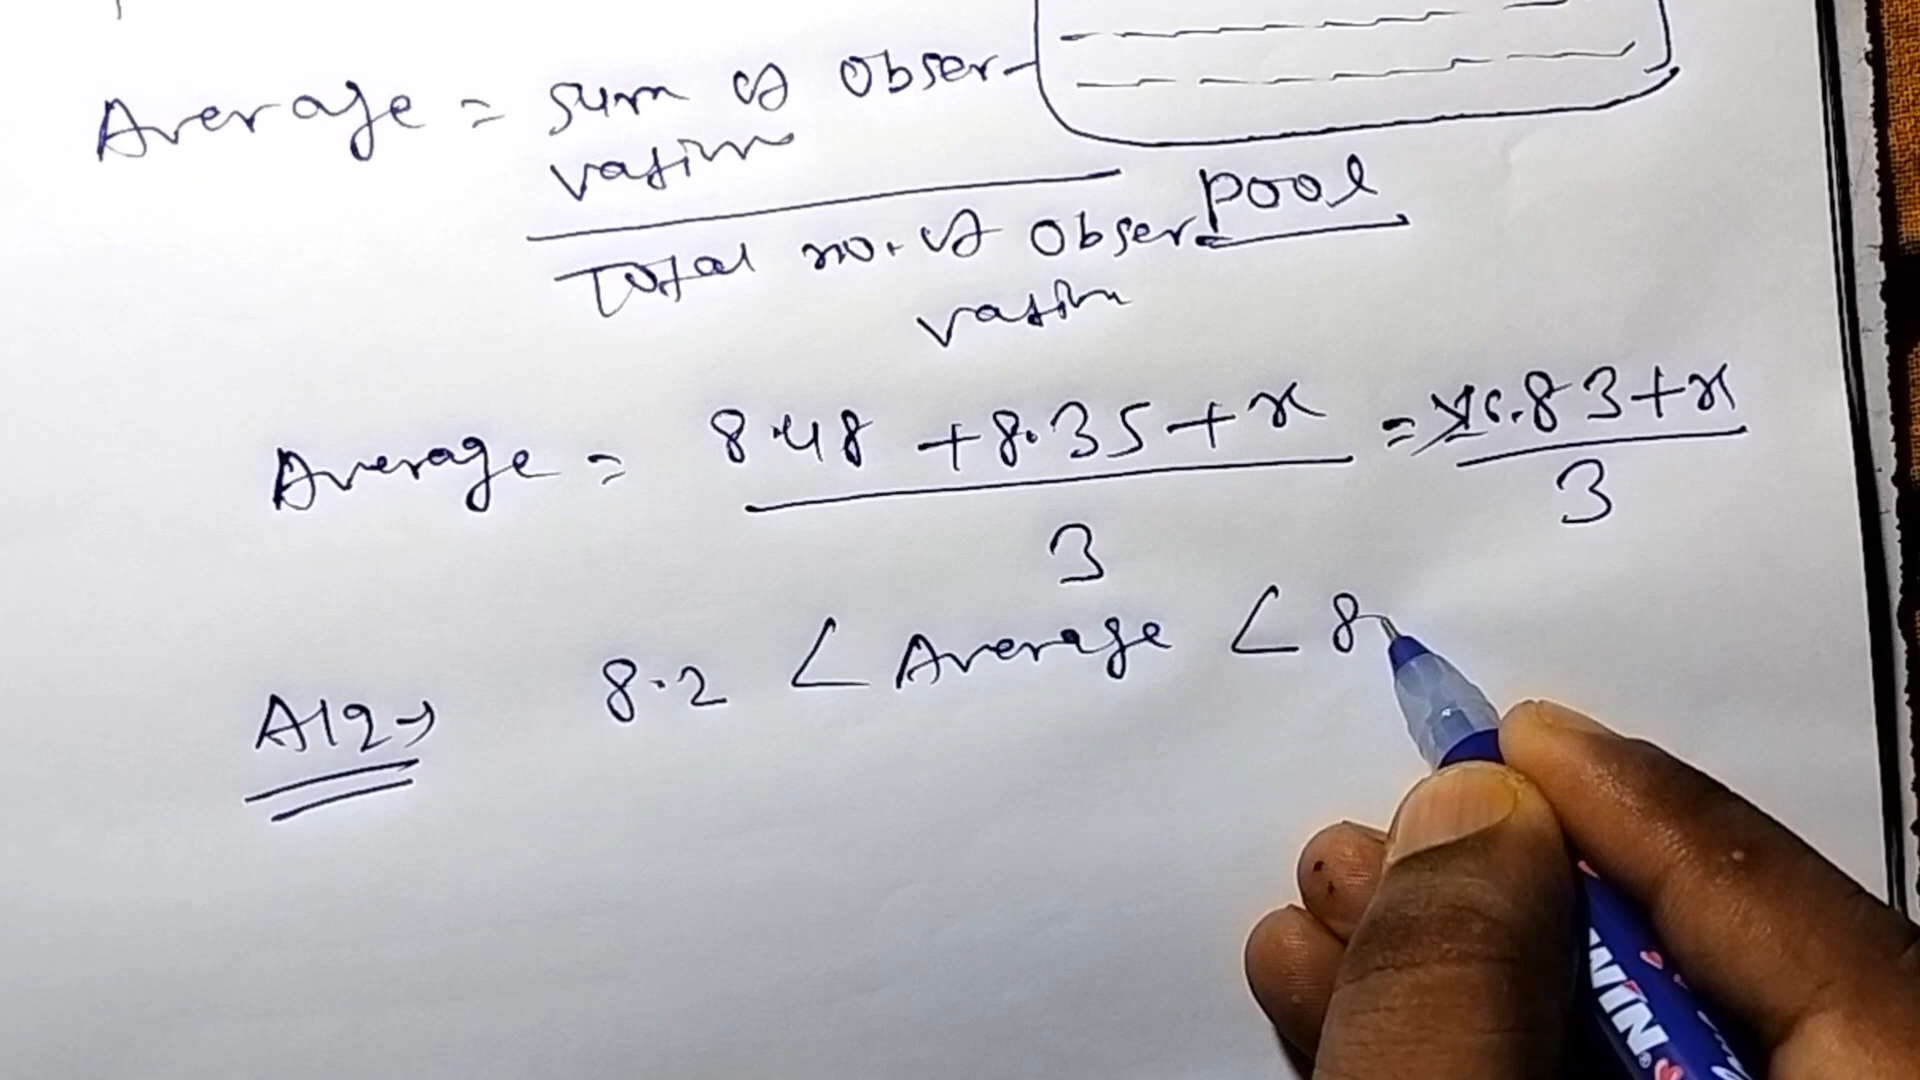 Average = sum of obser-
vation
Total no. of obser-
vation
pool
Average = 8.48 + 8.35 + x = 16.83 + x
3
3
A/q→ 8.2 < Average < 8
WIN